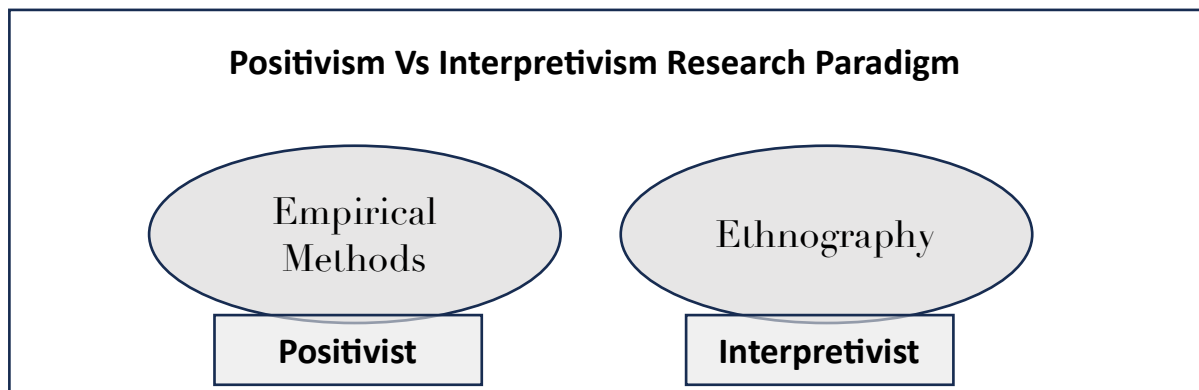 Positivism Vs Interpretivism Research Paradigm
Empirical
Methods
Ethnography
Positivist
Interpretivist